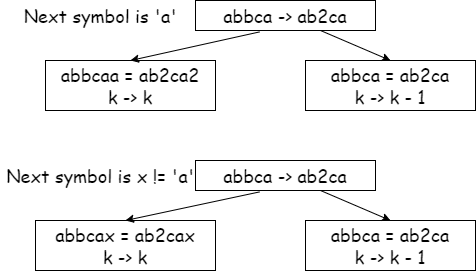 Next symbol is 'a'
abbca -> ab2ca
abbcaa = ab2ca2
k -> k
abbca = ab2ca
k -> k - 1
Next symbol is x != 'a'
abbca -> ab2ca
abbcax = ab2cax
k -> k
abbca = ab2ca
k -> k - 1